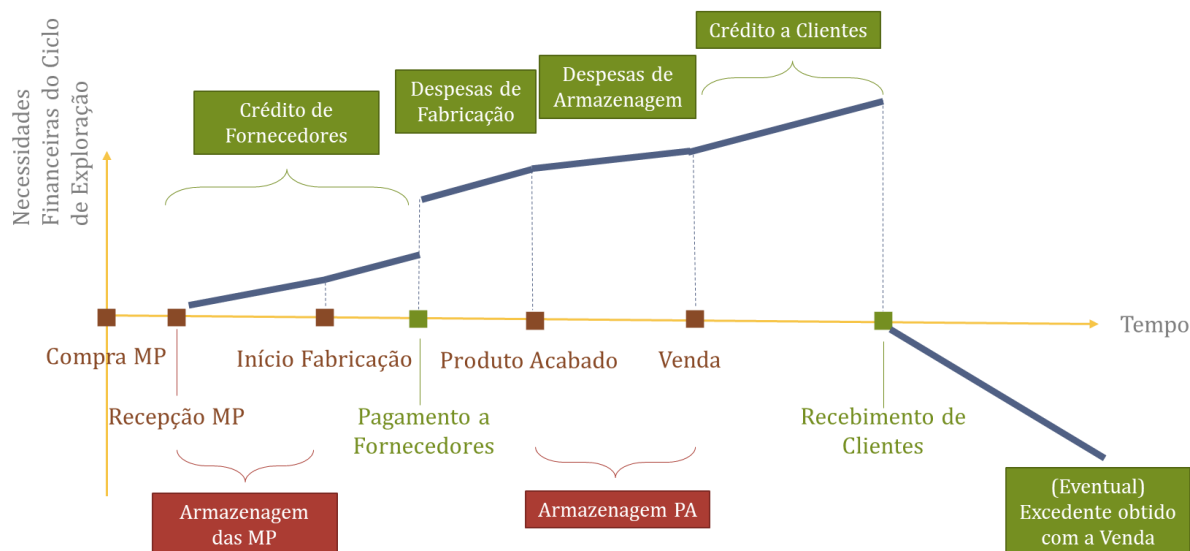 Necessidades
Financeiras do Ciclo
de Exploração
Crédito de
Fornecedores
Despesas de
Fabricação
Despesas de
Armazenagem
Crédito a Clientes
Tempo
Compra MP
Recepção MP
Início Fabricação
Pagamento a
Fornecedores
Produto Acabado
Venda
Recebimento de
Clientes
Armazenagem
das MP
Armazenagem PA
(Eventual)
Excedente obtido
com a Venda